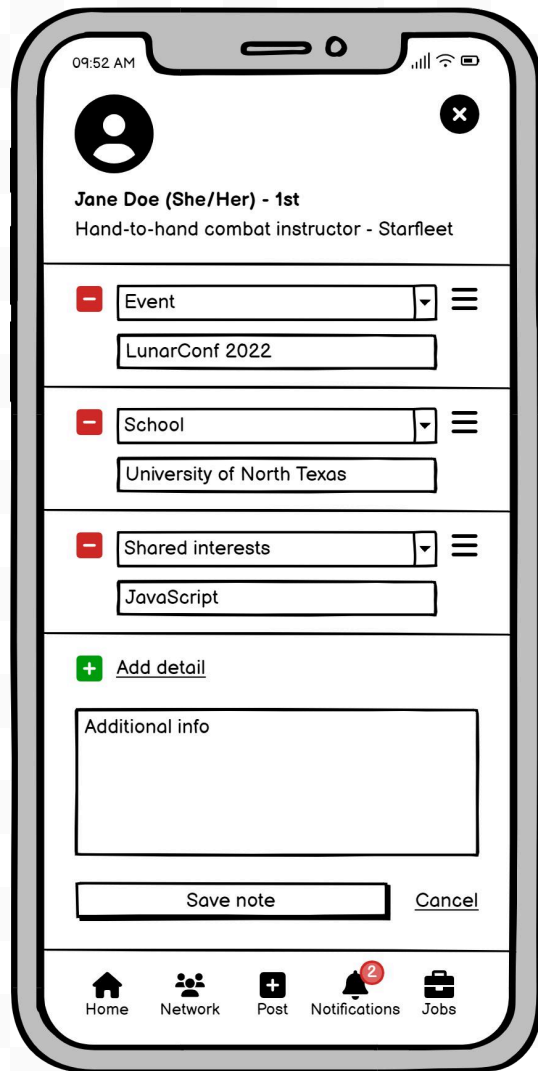 09:52 AM
Jane Doe (She/Her) - 1st
Hand-to-hand combat instructor - Starfleet
Event
LunarConf 2022
School
University of North Texas
Shared interests
JavaScript
Add detail
Additional info
Save note
Cancel
2
Home Network Post Notifications Jobs